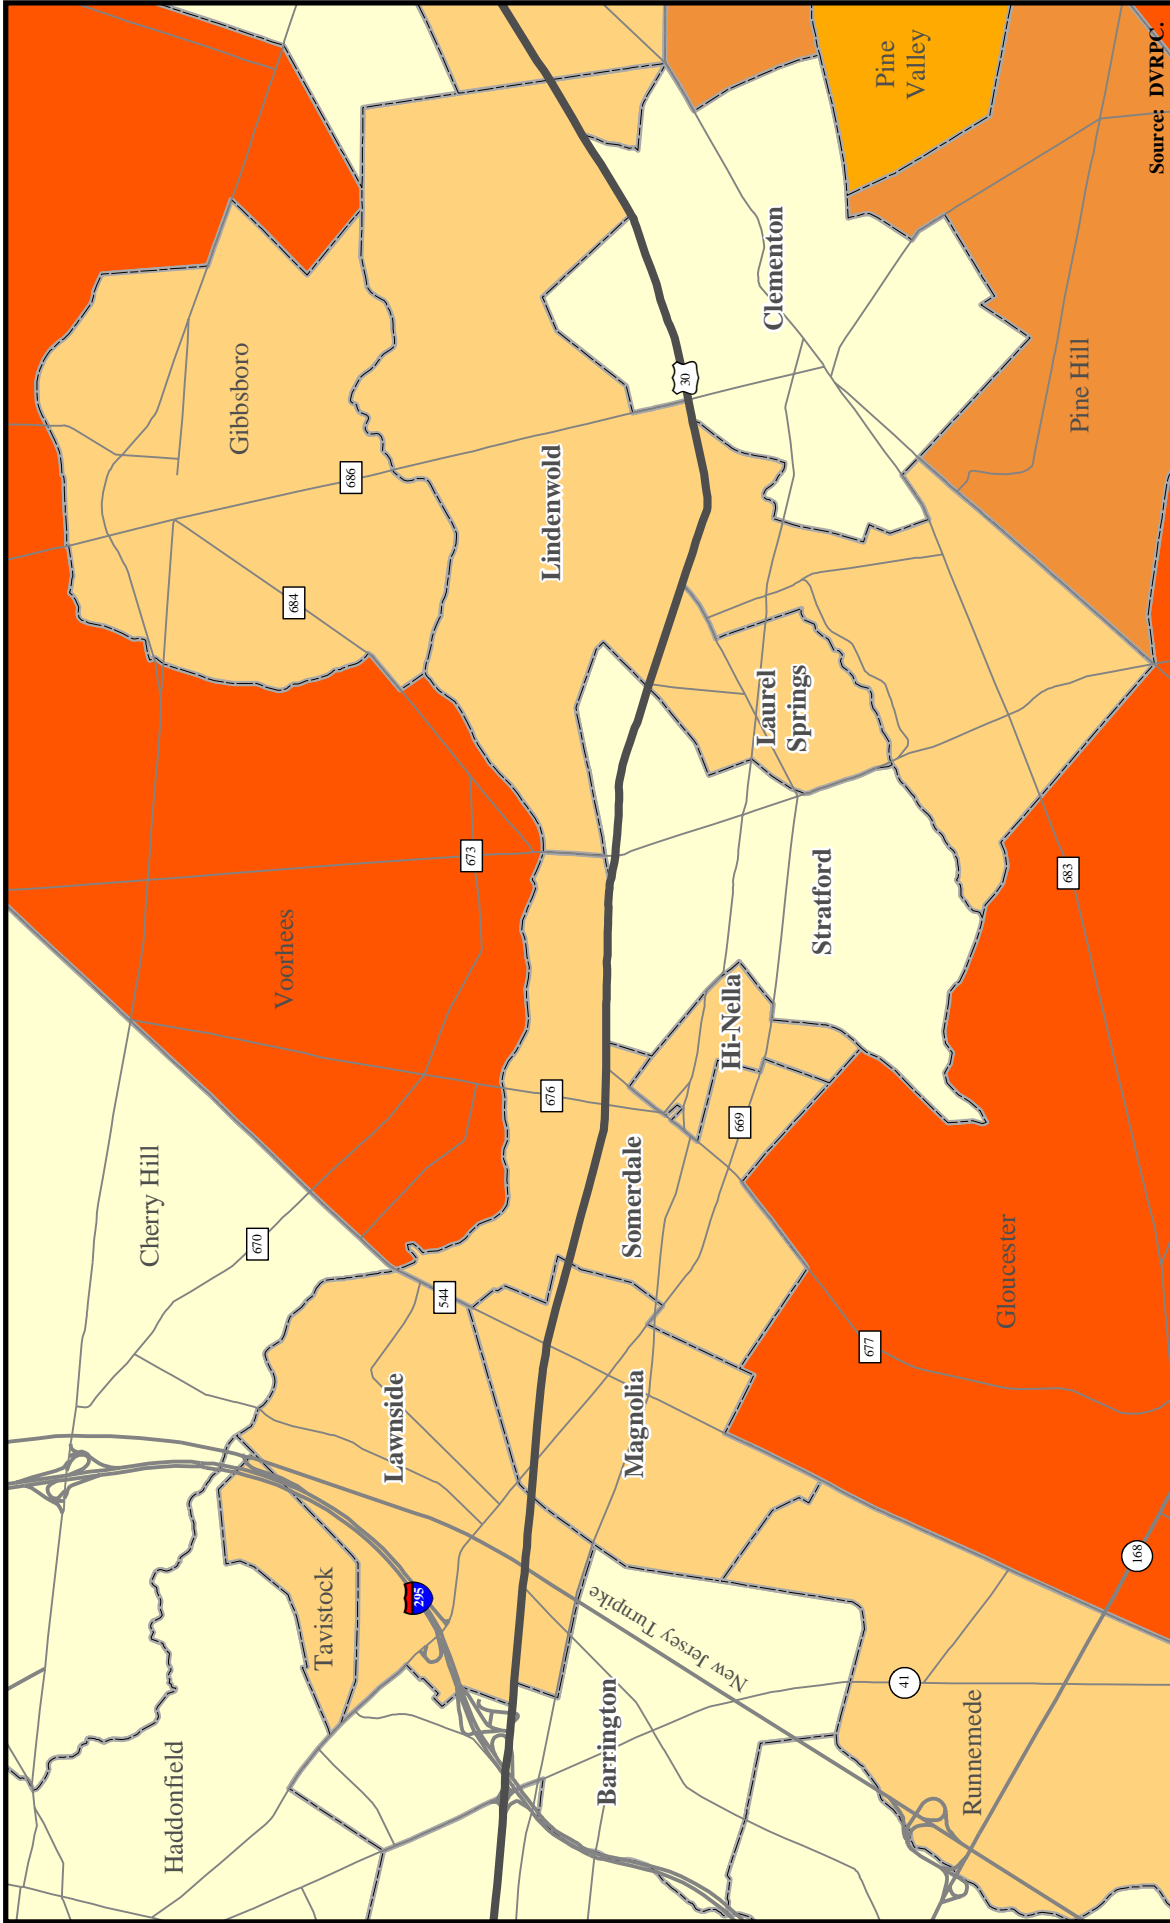 Cherry Hill
Voorhees
Gibbsboro
Haddonfield
Tavistock
Lawnside
Lindenwold
Barrington
Magnolia
Somerdale
Hi-Nella
Stratford
Laurel
Springs
Clementon
Pine
Valley
Pine Hill
Gloucester
Runnemede
New Jersey Turnpike
670
544
673
676
684
686
30
295
669
677
683
41
168
Source: DVRPC.